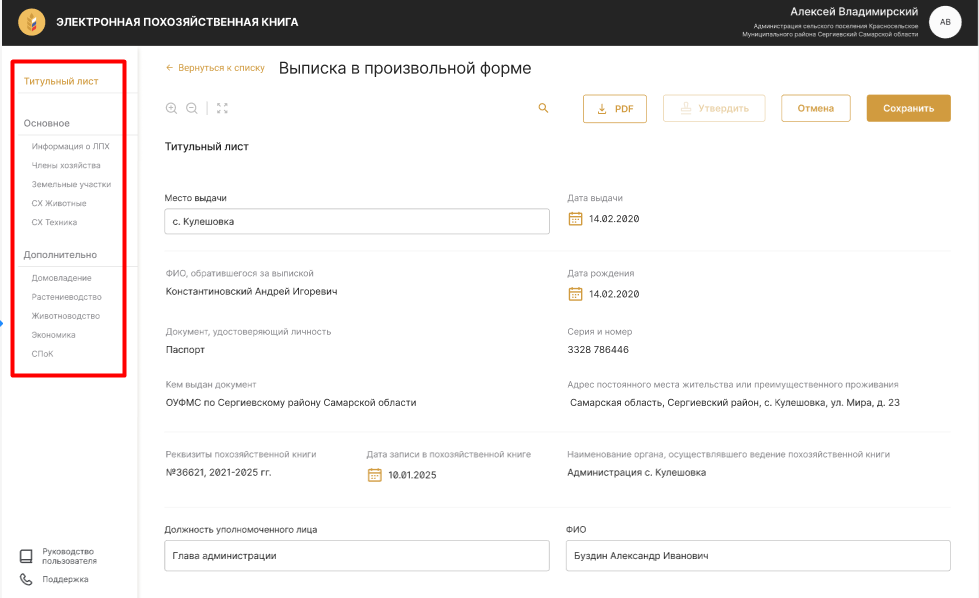 ЭЛЕКТРОННАЯ ПОХОЗЯЙСТВЕННАЯ КНИГА
Алексей Владимирский
Администрация сельского поселения Красносельское
Муниципального района Сергиевский Самарской области
АВ
Титульный лист
Основное
Информация о ЛПХ
Члены хозяйства
Земельные участки
СХ Животные
СХ Техника
Дополнительно
Домовладение
Растениеводство
Животноводство
Экономика
СПоК
Руководство
пользователя
Поддержка
← Вернуться к списку
Выписка в произвольной форме
PDF
Утвердить
Отмена
Сохранить
Титульный лист
Место выдачи
с. Кулешовка
Дата выдачи
14.02.2020
ФИО, обратившегося за выпиской
Константиновский Андрей Игоревич
Дата рождения
14.02.2020
Документ, удостоверяющий личность
Паспорт
Серия и номер
3328 786446
Кем выдан документ
ОУФМС по Сергиевскому району Самарской области
Адрес постоянного места жительства или преимущественного проживания
Самарская область, Сергиевский район, с. Кулешовка, ул. Мира, д. 23
Реквизиты похозяйственной книги
№36621, 2021-2025 гг.
Дата записи в похозяйственной книге
10.01.2025
Наименование органа, осуществлявшего ведение похозяйственной книги
Администрация с. Кулешовка
Должность уполномоченного лица
Глава администрации
ФИО
Буздин Александр Иванович